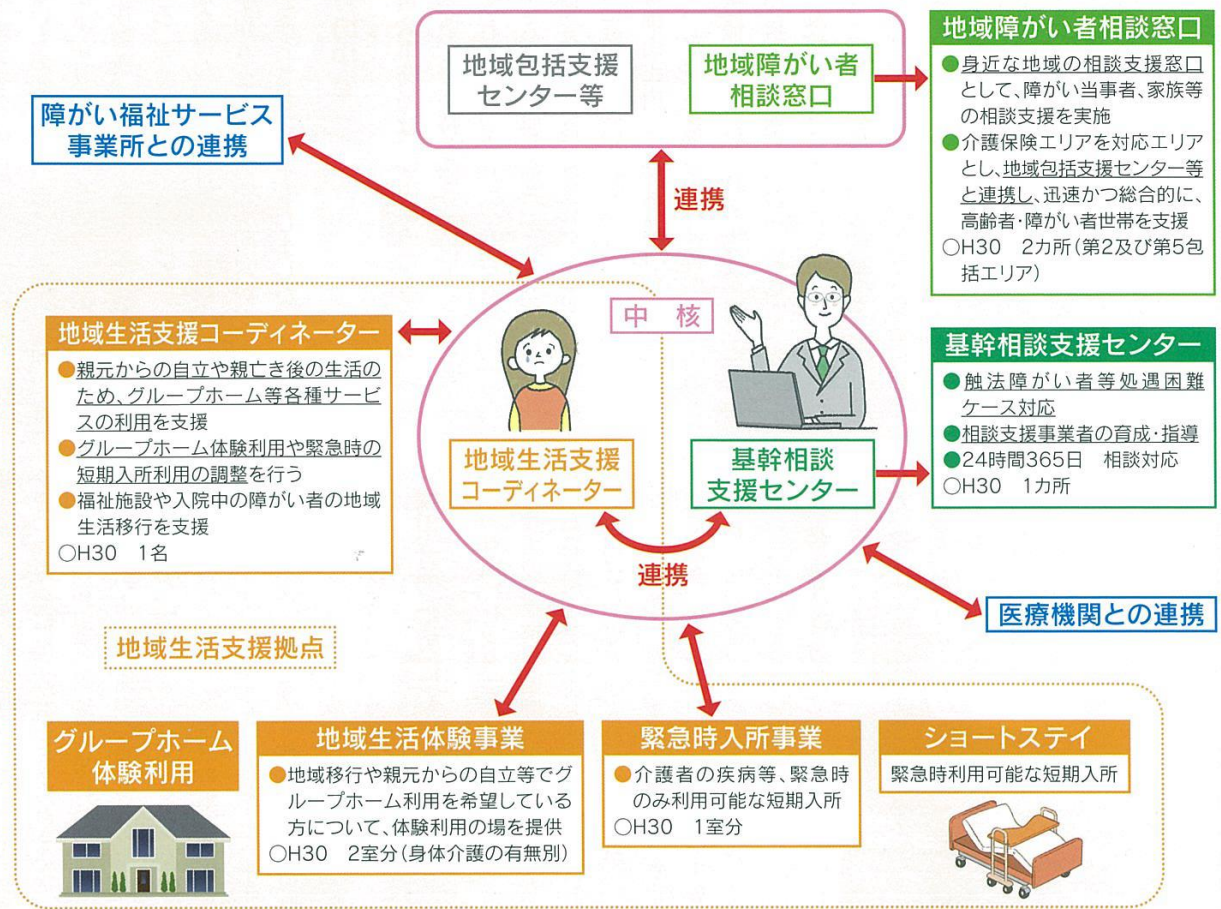 地域包括支援
センター等
地域障がい者
相談窓口
地域障がい者相談窓口
●身近な地域の相談支援窓口
として、障がい当事者、家族等
の相談支援を実施
●介護保険エリアを対応エリア
とし、地域包括支援センター等
と連携し、迅速かつ総合的に、
高齢者・障がい者世帯を支援
○H30 2カ所(第2及び第5包
括エリア)
障がい福祉サービス
事業所との連携
連携
中核
地域生活支援コーディネーター
●親元からの自立や親亡き後の生活の
ため、グループホーム等各種サービ
スの利用を支援
●グループホーム体験利用や緊急時の
短期入所利用の調整を行う
●福祉施設や入院中の障がい者の地域
生活移行を支援
○H30 1名
地域生活支援
コーディネーター
基幹相談
支援センター
連携
基幹相談支援センター
●触法障がい者等処遇困難
ケース対応
●相談支援事業者の育成・指導
●24時間365日 相談対応
○H30 1カ所
医療機関との連携
地域生活支援拠点
グループホーム
体験利用
地域生活体験事業
●地域移行や親元からの自立等でグ
ループホーム利用を希望している
方について、体験利用の場を提供
○H30 2室分(身体介護の有無別)
緊急時入所事業
●介護者の疾病等、緊急時
のみ利用可能な短期入所
○H30 1室分
ショートステイ
緊急時利用可能な短期入所